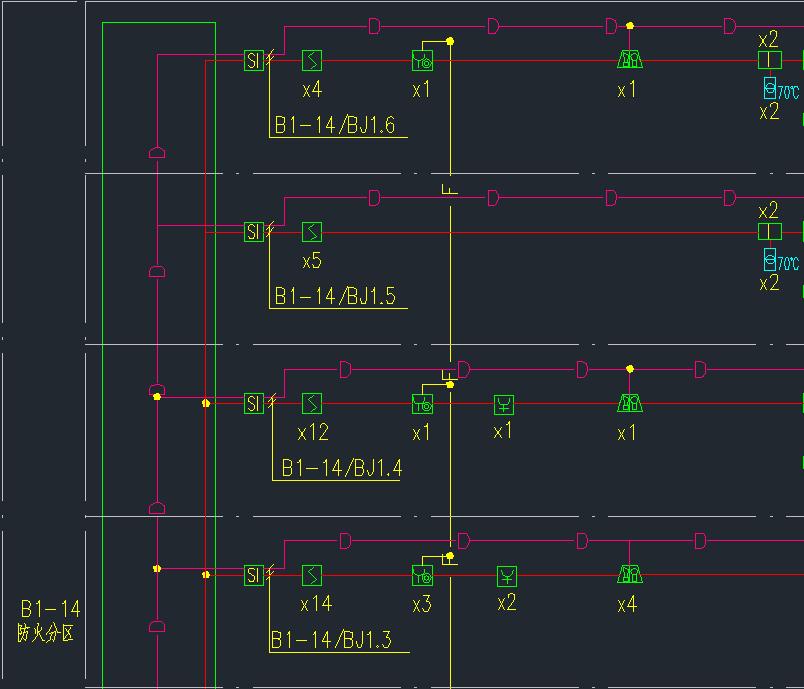 x2
SI
x4
x1
x1
70℃
x2
B1-14/BJ1.6
F
x2
SI
x5
70℃
x2
B1-14/BJ1.5
F
SI
x12
x1
x1
x1
B1-14/BJ1.4
F
SI
x14
x3
x2
x4
B1-14
防火分区
B1-14/BJ1.3